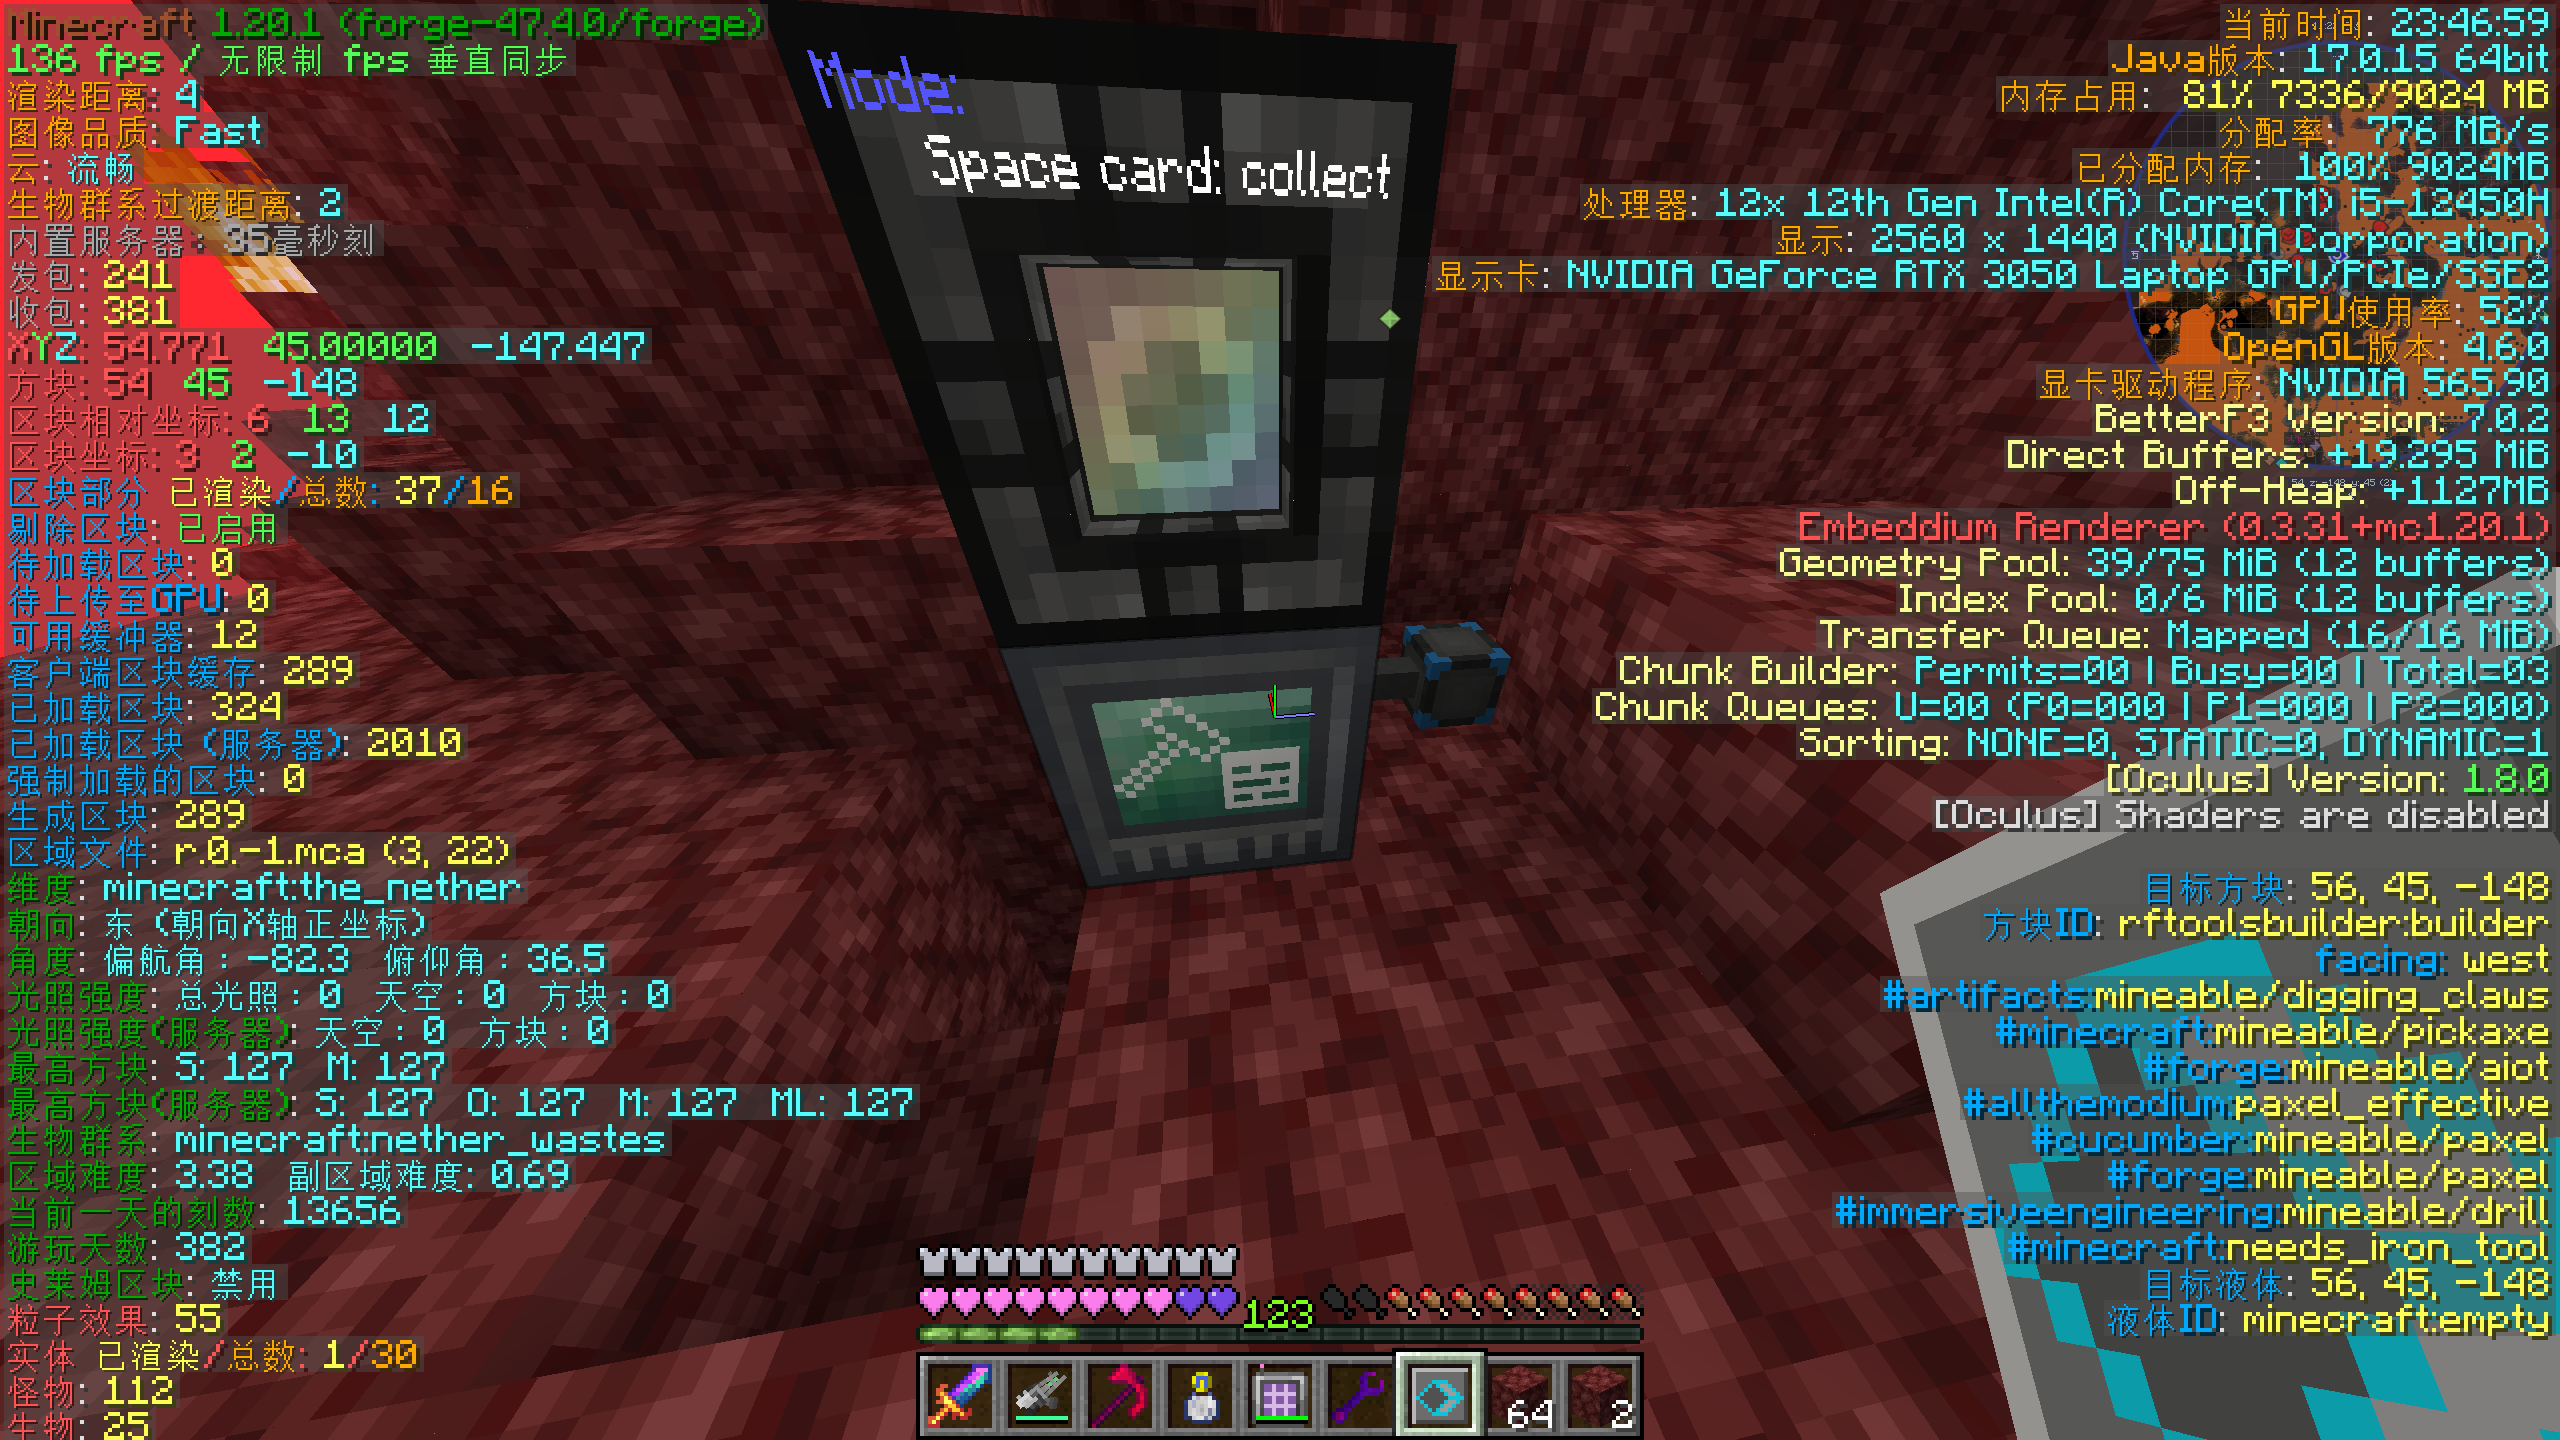 Minecraft 1.20.1 (forge-47.4.0/forge)
136 fps / 无限制 fps 垂直同步
渲染距离: 4
图像品质: Fast
云: 流畅
生物群系过渡距离: 2
内置服务器: 35毫秒刻
发包: 241
收包: 381
XYZ: 54.771 45.00000 -147.447
方块: 54 45 -148
区块相对坐标: 6 13 12
区块坐标: 3 2 -10
区块部分 已渲染/总数: 37/16
剔除区块: 已启用
待加载区块: 0
待上传至GPU: 0
可用缓冲器: 12
客户端区块缓存: 289
已加载区块: 324
已加载区块 (服务器): 2010
强制加载的区块: 0
生成区块: 289
区域文件: r.0.-1.mca (3, 22)
维度: minecraft:the_nether
朝向: 东 (朝向X轴正坐标)
角度: 偏航角: -82.3 俯仰角: 36.5
光照强度: 总光照: 0 天空: 0 方块: 0
光照强度(服务器): 天空: 0 方块: 0
最高方块: S: 127 M: 127
最高方块(服务器): S: 127 O: 127 M: 127 ML: 127
生物群系: minecraft:nether_wastes
区域难度: 3.38 副区域难度: 0.69
当前一天的刻数: 13656
游玩天数: 382
史莱姆区块: 禁用
粒子效果: 55
实体 已渲染/总数: 1/30
怪物: 112
生物: 25
Mode:
Space card: collect
当前时间: 23:46:59
Java版本: 17.0.15 64bit
内存占用: 81% 7336/9024 MB
分配率: 776 MB/s
已分配内存: 100% 9024MB
处理器: 12x 12th Gen Intel(R) Core(TM) i5-12450H
显示: 2560 x 1440 (NVIDIA Corporation)
显示卡: NVIDIA GeForce RTX 3050 Laptop GPU/PCIe/SSE2
GPU使用率: 52%
OpenGL版本: 4.6.0
显卡驱动程序: NVIDIA 565.90
BetterF3 Version: 7.0.2
Direct Buffers: +19.295 MiB
54 z: -148 y: 45 (2)
Off-Heap: +1127MB
Embeddium Renderer (0.3.31+mc1.20.1)
Geometry Pool: 39/75 MiB (12 buffers)
Index Pool: 0/6 MiB (12 buffers)
Transfer Queue: Mapped (16/16 MiB)
Chunk Builder: Permits=00 | Busy=00 | Total=03
Chunk Queues: U=00 (P0=000 | P1=000 | P2=000)
Sorting: NONE=0, STATIC=0, DYNAMIC=1
[Oculus] Version: 1.8.0
[Oculus] Shaders are disabled
目标方块: 56, 45, -148
方块ID: rftoolsbuilder:builder
facing: west
#artifacts:mineable/digging_claws
#minecraft:mineable/pickaxe
#forge:mineable/aiot
#allthemodium:paxel_effective
#cucumber:mineable/paxel
#forge:mineable/paxel
#immersiveengineering:mineable/drill
#minecraft:needs_iron_tool
目标液体: 56, 45, -148
液体ID: minecraft:empty
123
64
2